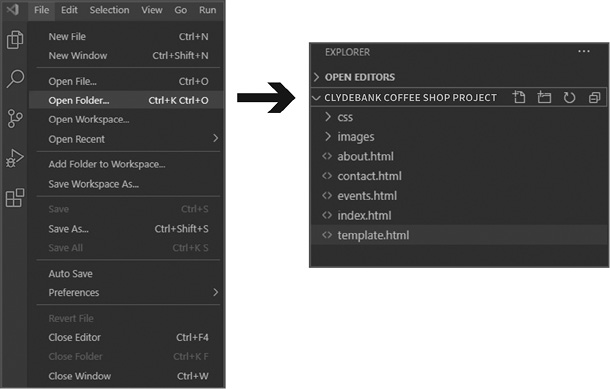 File Edit Selection View Go Run
New File Ctrl+N
New Window Ctrl+Shift+N
Open File... Ctrl+O
Open Folder... Ctrl+K Ctrl+O
Open Workspace...
Open Recent
Add Folder to Workspace...
Save Workspace As...
Save Ctrl+S
Save As... Ctrl+Shift+S
Save All Ctrl+K S
Auto Save
Preferences
Revert File
Close Editor Ctrl+F4
Close Folder Ctrl+K F
Close Window Ctrl+W
EXPLORER
OPEN EDITORS
CLYDEBANK COFFEE SHOP PROJECT
css
images
about.html
contact.html
events.html
index.html
template.html